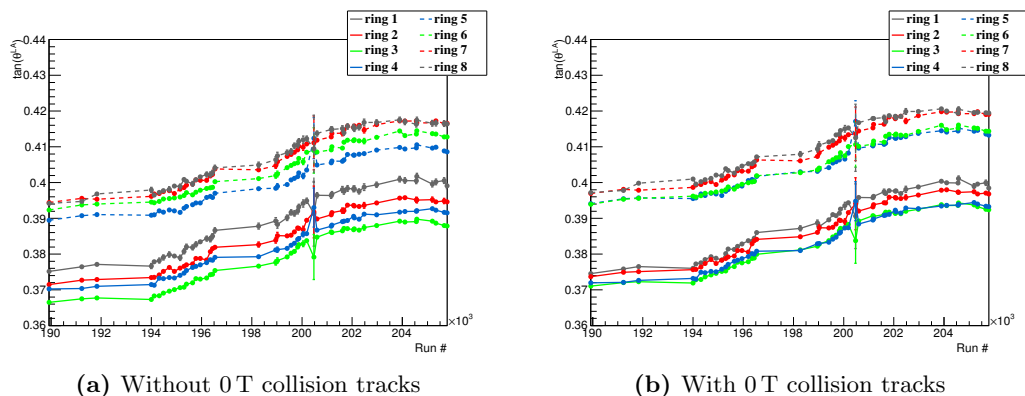 tan(θ^LA)
-0.44
0.43
0.42
0.41
0.4
0.39
0.38
0.37
0.36
190 192 194 196 198 200 202 204
×10³
Run #
ring 1 ring 5
ring 2 ring 6
ring 3 ring 7
ring 4 ring 8
(a) Without 0 T collision tracks
tan(θ^LA)
-0.44
0.43
0.42
0.41
0.4
0.39
0.38
0.37
0.36
190 192 194 196 198 200 202 204
×10³
Run #
ring 1 ring 5
ring 2 ring 6
ring 3 ring 7
ring 4 ring 8
(b) With 0 T collision tracks